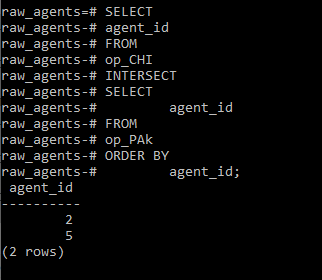 raw_agents=# SELECT
raw_agents-# agent_id
raw_agents-# FROM
raw_agents-# op_CHI
raw_agents-# INTERSECT
raw_agents-# SELECT
raw_agents-#         agent_id
raw_agents-# FROM
raw_agents-# op_PAk
raw_agents-# ORDER BY
raw_agents-#         agent_id;
 agent_id
----------
        2
        5
(2 rows)